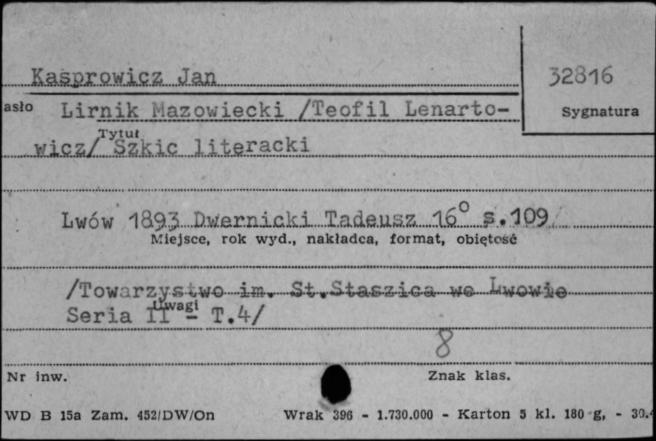 Kasprowicz Jan
32816
asło Lirnik Mazowiecki /Teofil Lenarto-
Sygnatura
Tytuł
wicz/ Szkic literacki
Lwów 1893 Dwernicki Tadeusz 16° s.109
Miejsce, rok wyd., nakładca, format, objętość
/Towarzystwo im. St.Staszica we Lwowie
Uwagi
Seria II - T.4/
8
Nr inw.
Znak klas.
WD B 15a Zam. 452/DW/On Wrak 396 - 1.730.000 - Karton 5 kl. 180 g, - 30.4